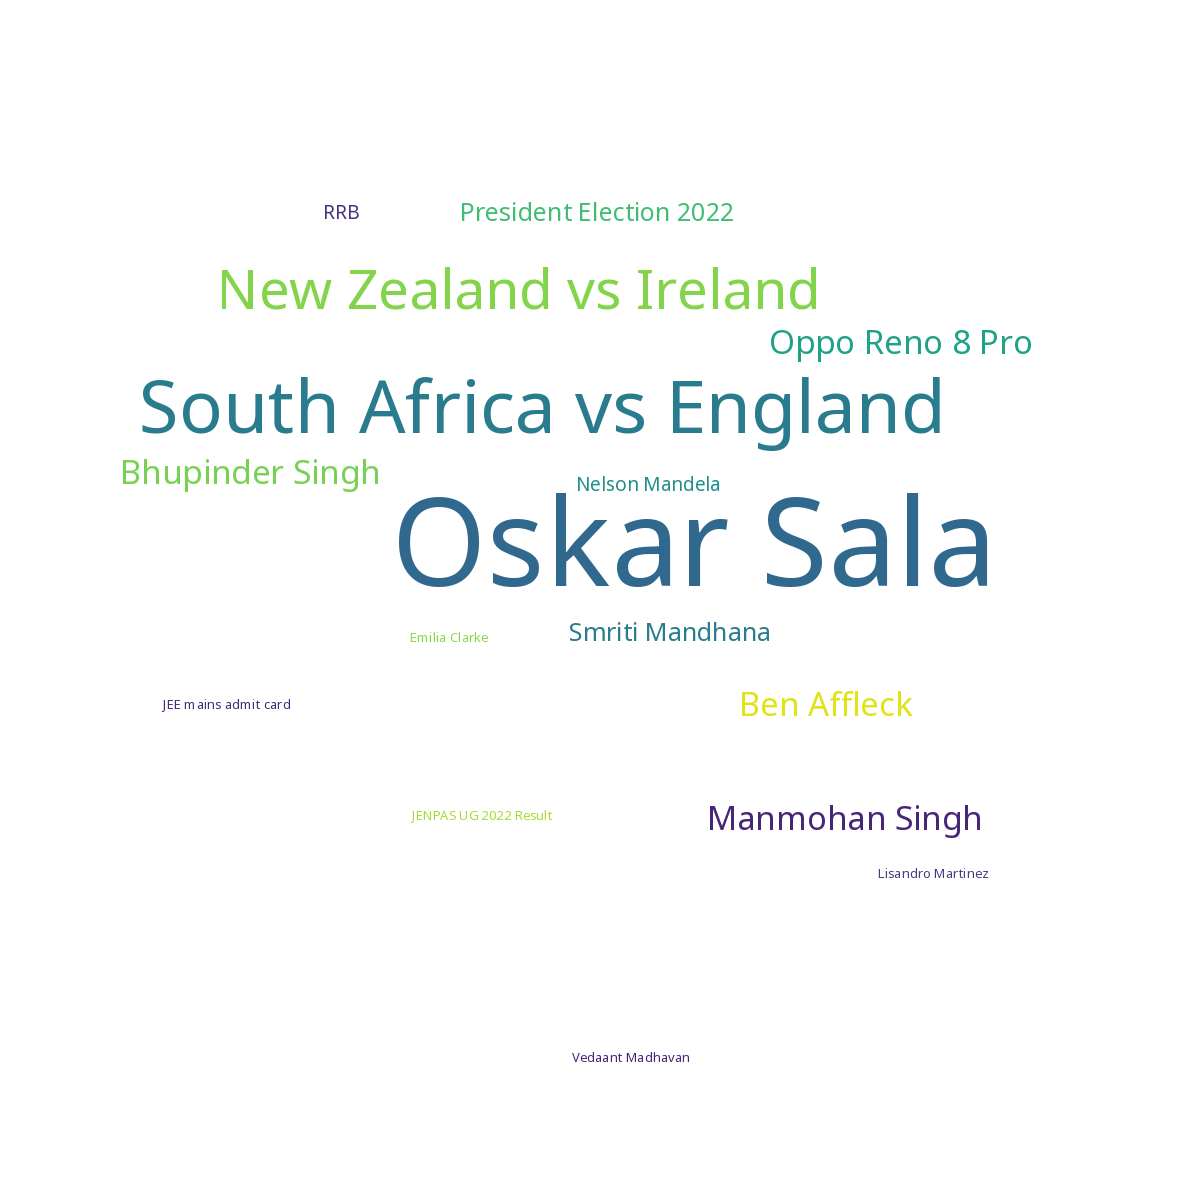 RRB
President Election 2022
New Zealand vs Ireland
Oppo Reno 8 Pro
South Africa vs England
Bhupinder Singh
Nelson Mandela
Oskar Sala
Emilia Clarke
Smriti Mandhana
JEE mains admit card
Ben Affleck
JENPAS UG 2022 Result
Manmohan Singh
Lisandro Martinez
Vedaant Madhavan